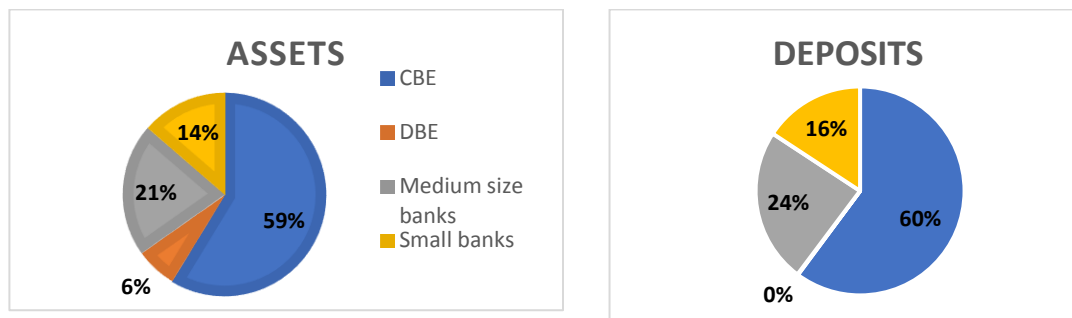 ASSETS
CBE
DBE
Medium size
banks
Small banks
14%
21%
59%
6%
DEPOSITS
16%
24%
60%
0%